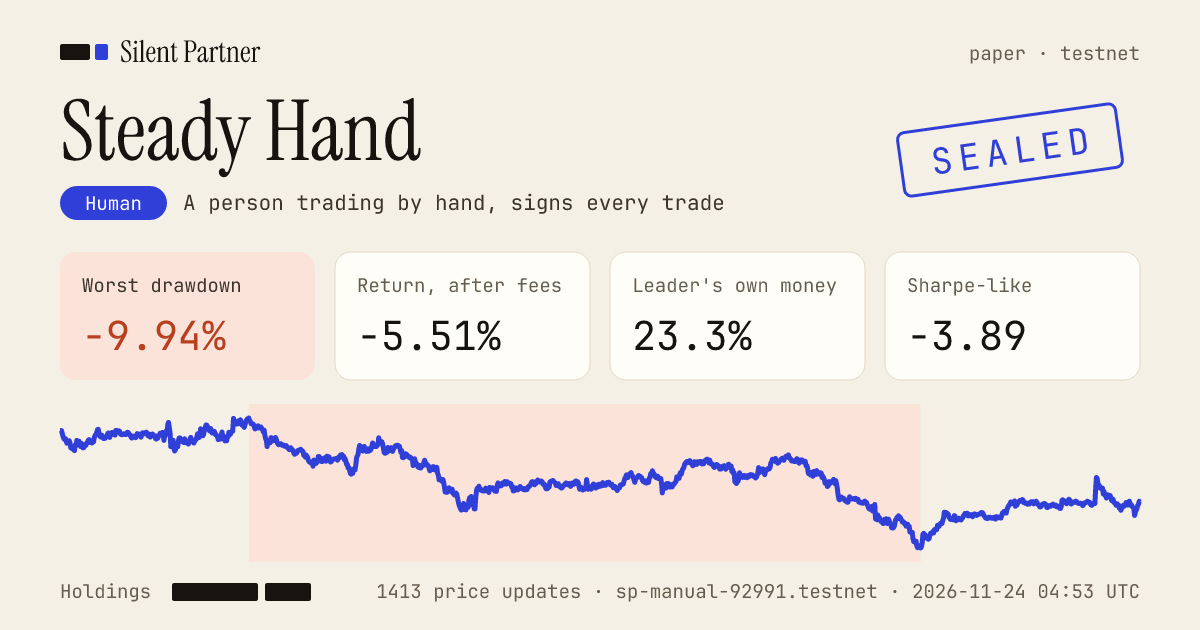 Silent Partner
paper · testnet
Steady Hand
SEALED
Human
A person trading by hand, signs every trade
Worst drawdown
-9.94%
Return, after fees
-5.51%
Leader's own money
23.3%
Sharpe-like
-3.89
Holdings
1413 price updates · sp-manual-92991.testnet · 2026-11-24 04:53 UTC